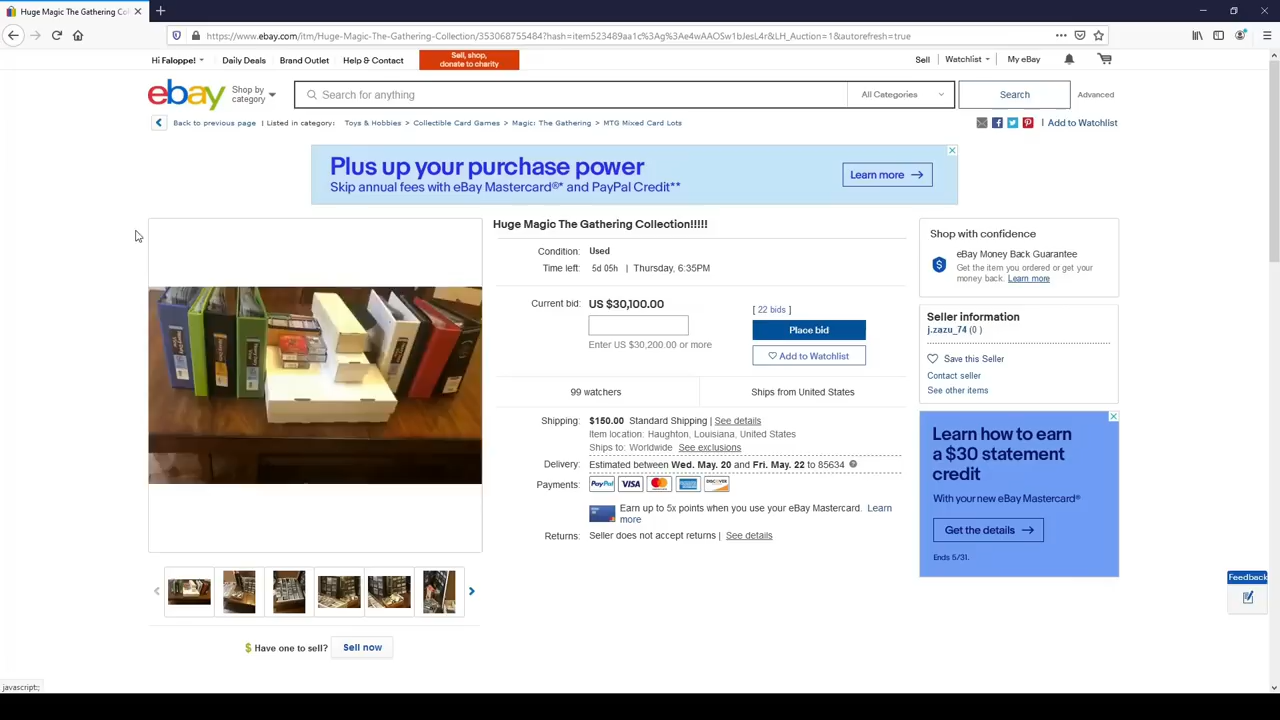 Huge Magic The Gathering Col
https://www.ebay.com/itm/Huge-Magic-The-Gathering-Collection/353068755484?hash=item523489aa1c%3Ag%3Ae4wAAOSw1bJesL4r&LH_Auction=1&autorefresh=true
Hi Faloppe! Daily Deals Brand Outlet Help & Contact
Sell, shop,
donate to charity
Sell Watchlist My eBay
ebay
Shop by
category
Search for anything
All Categories
Search
Advanced
Back to previous page | Listed in category: Toys & Hobbies > Collectible Card Games > Magic: The Gathering > MTG Mixed Card Lots
| Add to Watchlist
Plus up your purchase power
Skip annual fees with eBay Mastercard®* and PayPal Credit**
Learn more
Huge Magic The Gathering Collection!!!!!
Condition: Used
Time left: 5d 05h | Thursday, 6:35PM
Current bid: US $30,100.00
[ 22 bids ]
Place bid
Enter US $30,200.00 or more
Add to Watchlist
99 watchers
Ships from United States
Shipping: $150.00 Standard Shipping | See details
Item location: Haughton, Louisiana, United States
Ships to: Worldwide See exclusions
Delivery: Estimated between Wed. May. 20 and Fri. May. 22 to 85634
Payments: PayPal VISA
Earn up to 5x points when you use your eBay Mastercard. Learn
more
Returns: Seller does not accept returns | See details
Shop with confidence
eBay Money Back Guarantee
Get the item you ordered or get your
money back. Learn more
Seller information
j.zazu_74 (0 )
Save this Seller
Contact seller
See other items
Learn how to earn
a $30 statement
credit
With your new eBay Mastercard®
Get the details
Ends 5/31.
Feedback
$ Have one to sell? Sell now
javascript:;